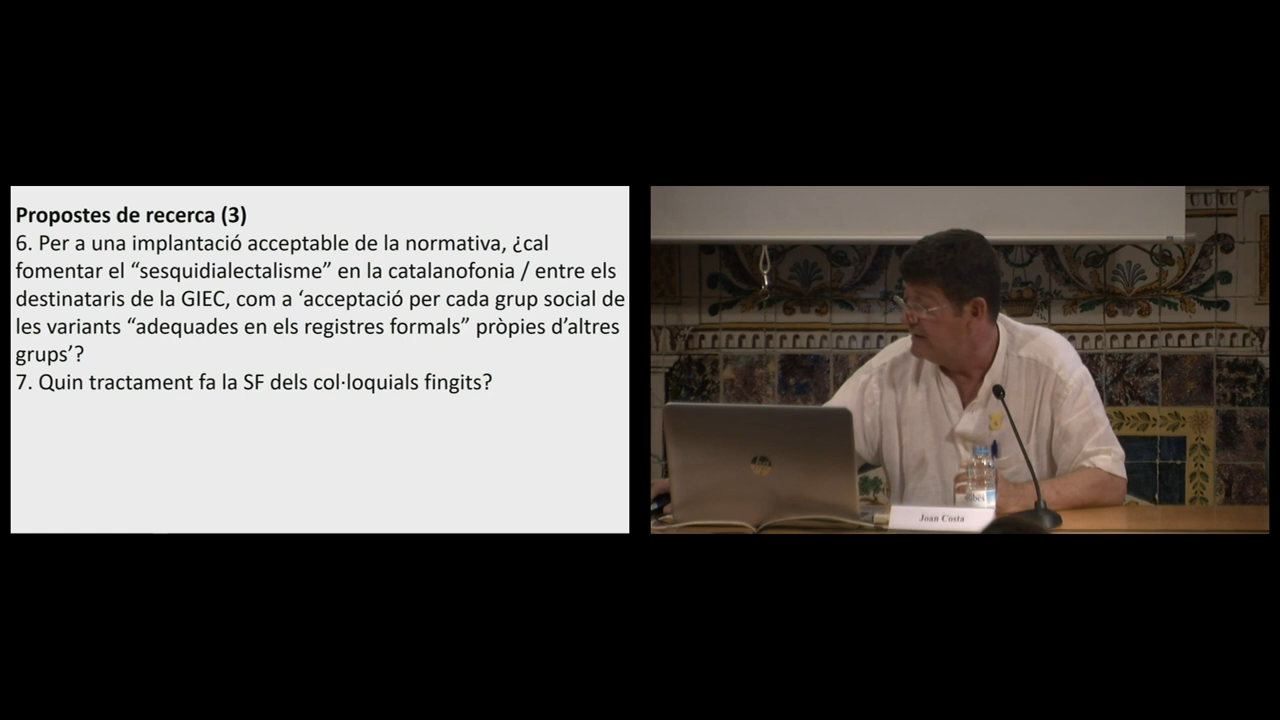 Propostes de recerca (3)
6. Per a una implantació acceptable de la normativa, ¿cal
fomentar el “sesquidialectalisme” en la catalanofonia / entre els
destinataris de la GIEC, com a ‘acceptació per cada grup social de
les variants “adequades en els registres formals” pròpies d’altres
grups’?
7. Quin tractament fa la SF dels col·loquials fingits?
Joan Costa